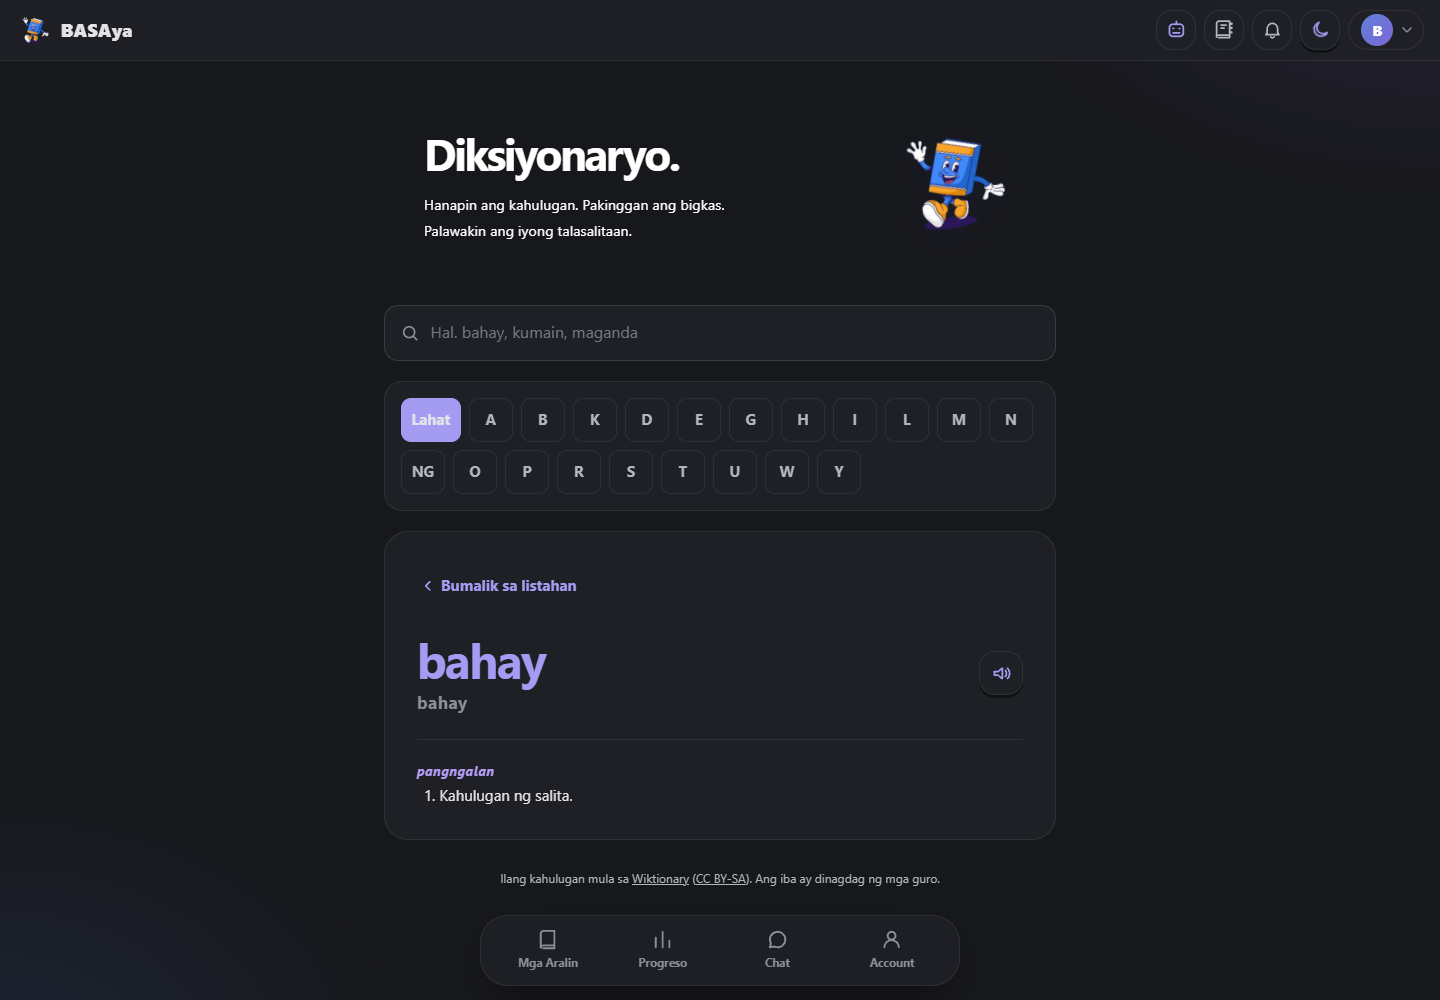 BASAya
B
Diksiyonaryo.
Hanapin ang kahulugan. Pakinggan ang bigkas.
Palawakin ang iyong talasalitaan.
Hal. bahay, kumain, maganda
Lahat A B K D E G H I L M N
NG O P R S T U W Y
Bumalik sa listahan
bahay
bahay
pangngalan
1. Kahulugan ng salita.
Ilang kahulugan mula sa Wiktionary (CC BY-SA). Ang iba ay dinagdag ng mga guro.
Mga Aralin Progreso Chat Account